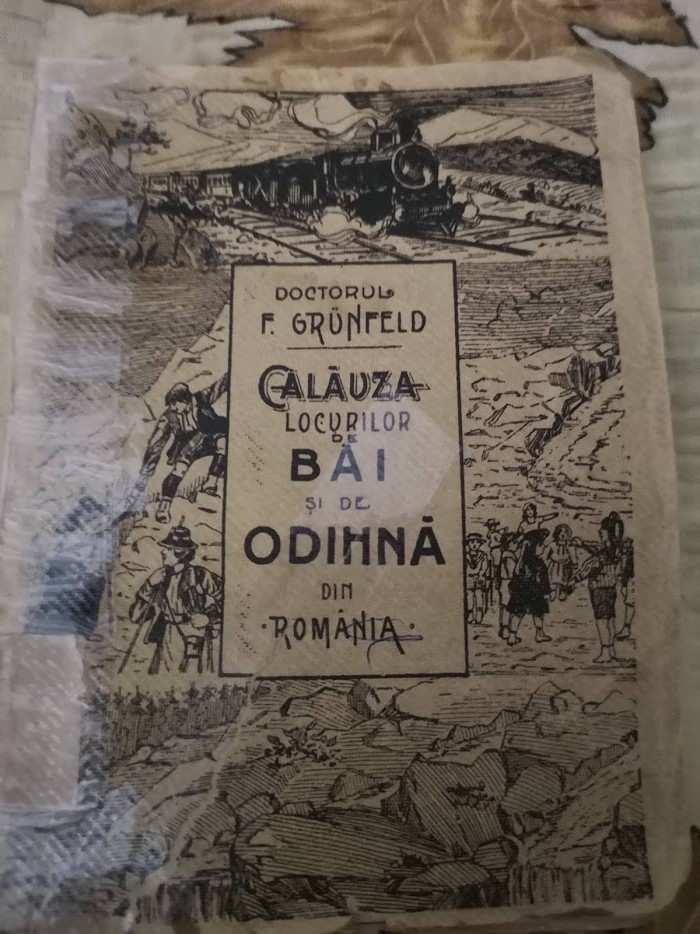 DOCTORUL
F. GRÜNFELD
CALĂUZA
LOCURILOR
DE
BĂI
ȘI DE
ODIHNĂ
DIN
·ROMÂNIA·